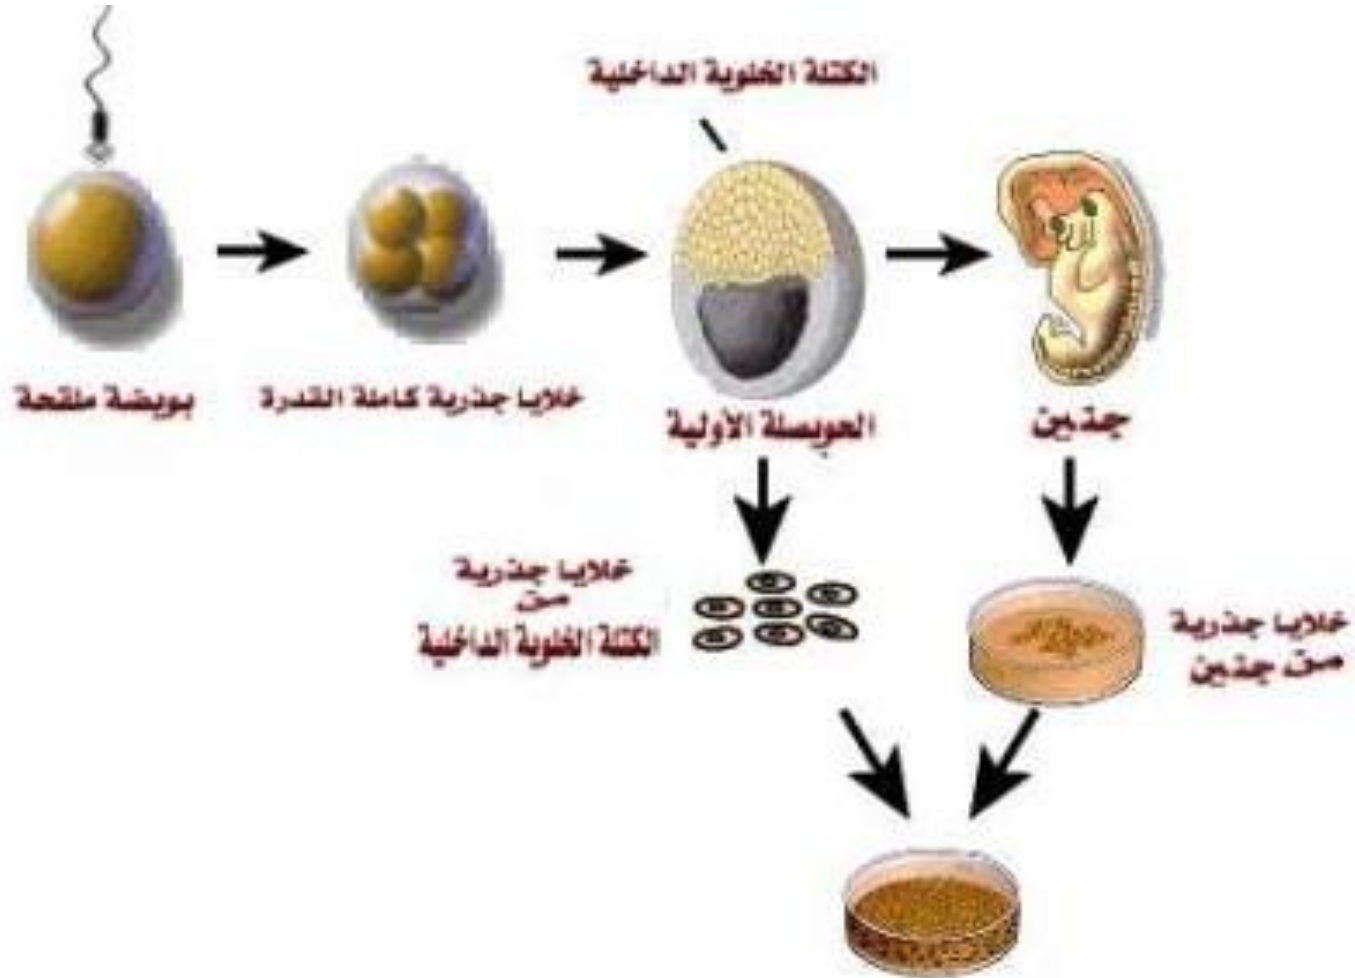 الكتلة الخلوية الداخلية
بويضة ملقحة
خلايا جذرية كاملة القدرة
الحويصلة الأولية
جنين
خلايا جذرية
من
الكتلة الخلوية الداخلية
خلايا جذرية
من جنين